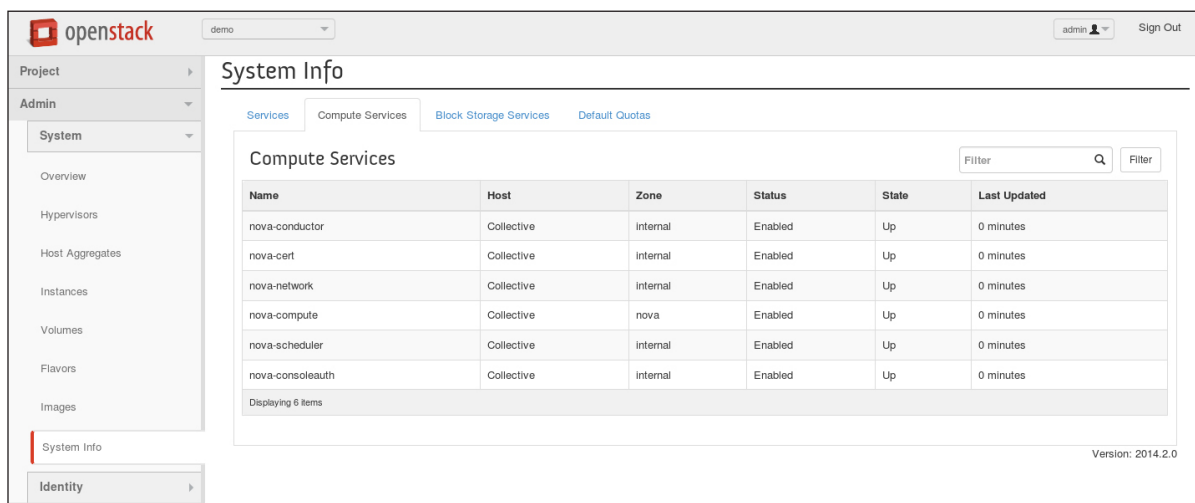 openstack
demo
admin
Sign Out
Project
Admin
System
Overview
Hypervisors
Host Aggregates
Instances
Volumes
Flavors
Images
System Info
Identity
System Info
Services Compute Services Block Storage Services Default Quotas
Compute Services
Filter
Filter
Name Host Zone Status State Last Updated
nova-conductor Collective internal Enabled Up 0 minutes
nova-cert Collective internal Enabled Up 0 minutes
nova-network Collective internal Enabled Up 0 minutes
nova-compute Collective nova Enabled Up 0 minutes
nova-scheduler Collective internal Enabled Up 0 minutes
nova-consoleauth Collective internal Enabled Up 0 minutes
Displaying 6 items
Version: 2014.2.0